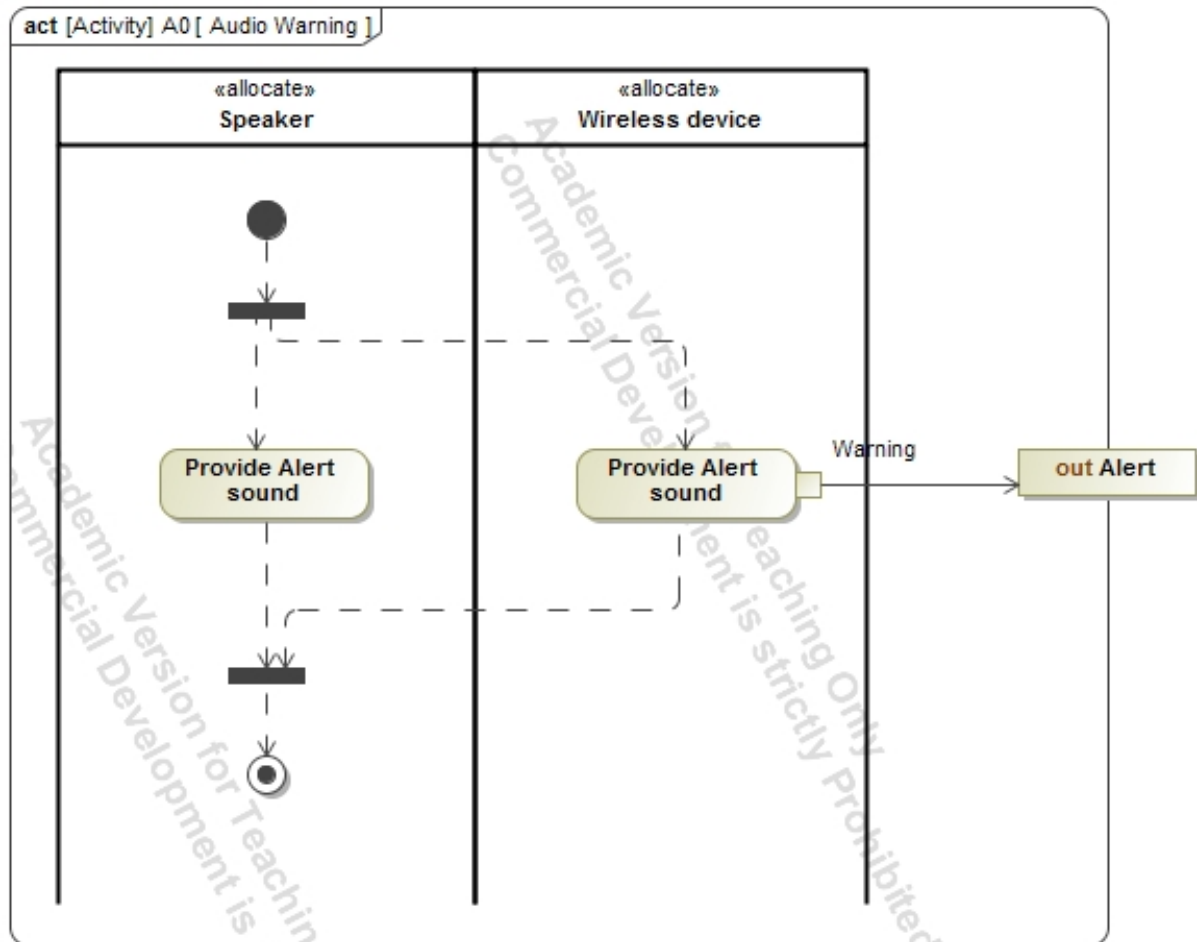 act [Activity] A0 [ Audio Warning ]
«allocate»
Speaker
«allocate»
Wireless device
Provide Alert
sound
Provide Alert
sound
Warning
out Alert
Academic Version for Teaching Only
Commercial Development is strictly Prohibited
Academic Version for Teaching
Commercial Development is